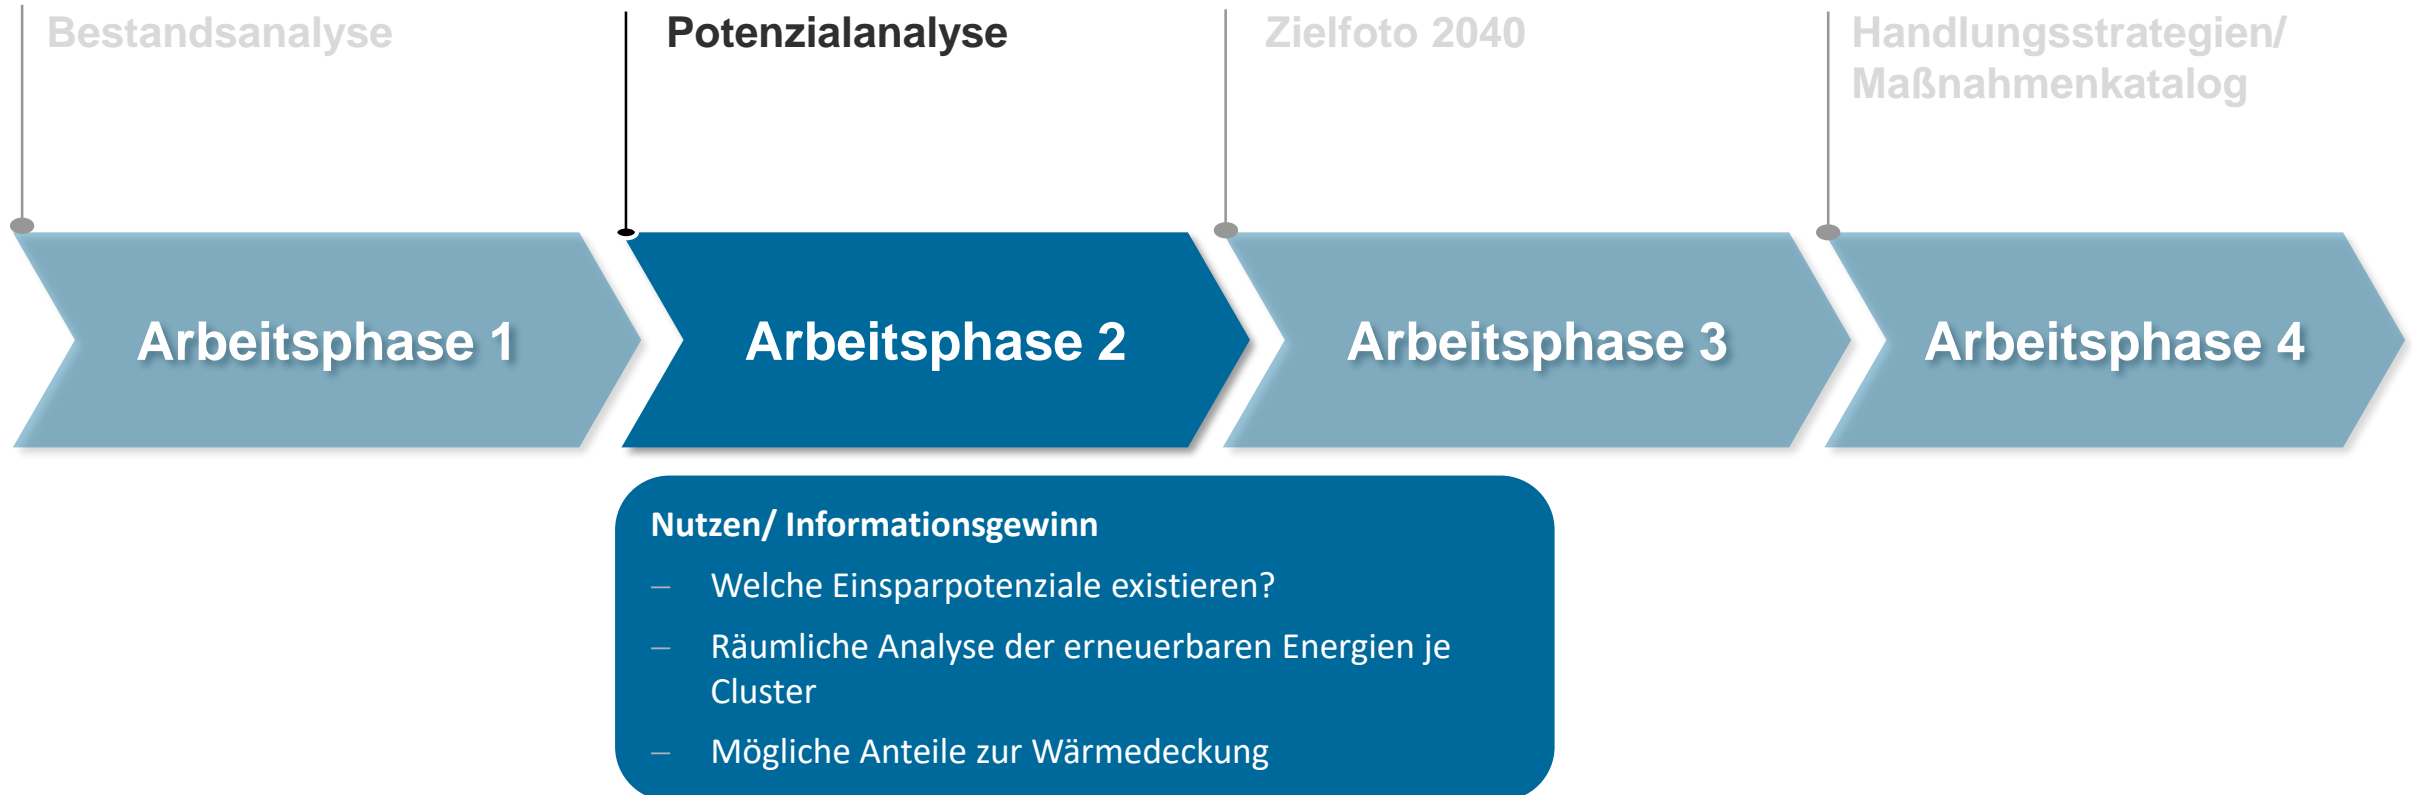 Bestandsanalyse
Potenzialanalyse
Zielfoto 2040
Handlungsstrategien/
Maßnahmenkatalog
Arbeitsphase 1
Arbeitsphase 2
Arbeitsphase 3
Arbeitsphase 4
Nutzen/ Informationsgewinn
– Welche Einsparpotenziale existieren?
– Räumliche Analyse der erneuerbaren Energien je
Cluster
– Mögliche Anteile zur Wärmedeckung